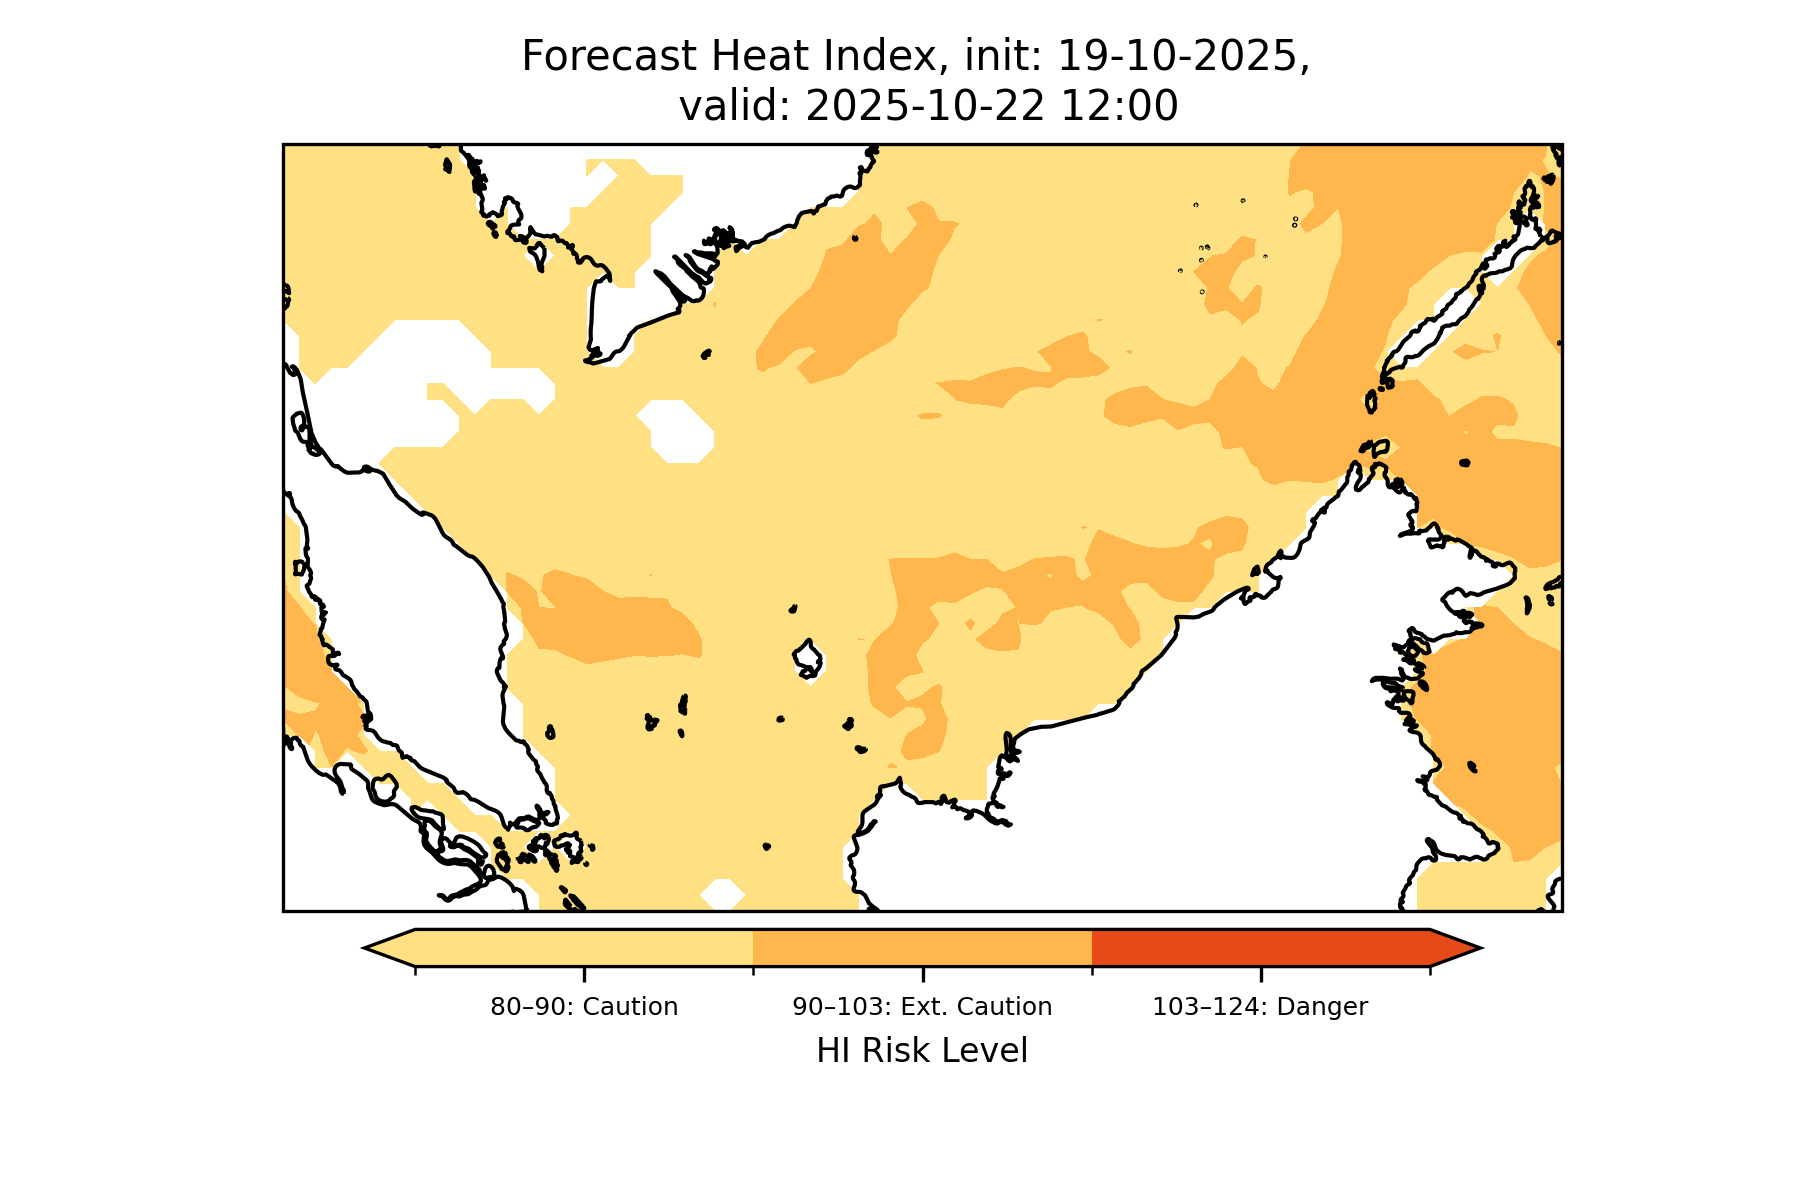 Forecast Heat Index, init: 19-10-2025,
valid: 2025-10-22 12:00
80–90: Caution
90–103: Ext. Caution
103–124: Danger
HI Risk Level